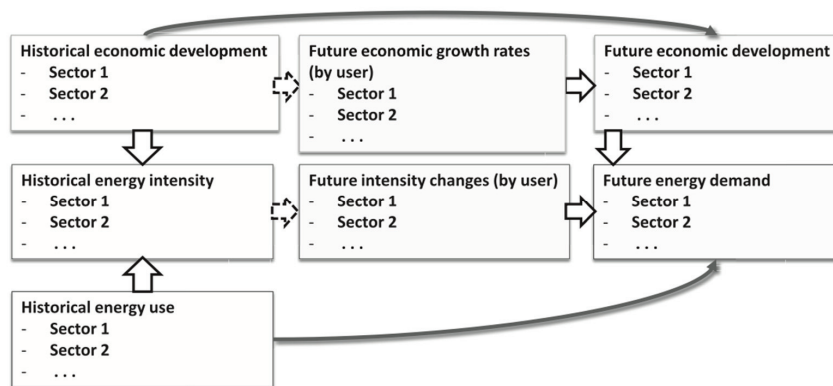 Historical economic development
- Sector 1
- Sector 2
- ...
Future economic growth rates
(by user)
- Sector 1
- Sector 2
- ...
Future economic development
- Sector 1
- Sector 2
- ...
Historical energy intensity
- Sector 1
- Sector 2
- ...
Future intensity changes (by user)
- Sector 1
- Sector 2
- ...
Future energy demand
- Sector 1
- Sector 2
- ...
Historical energy use
- Sector 1
- Sector 2
- ...